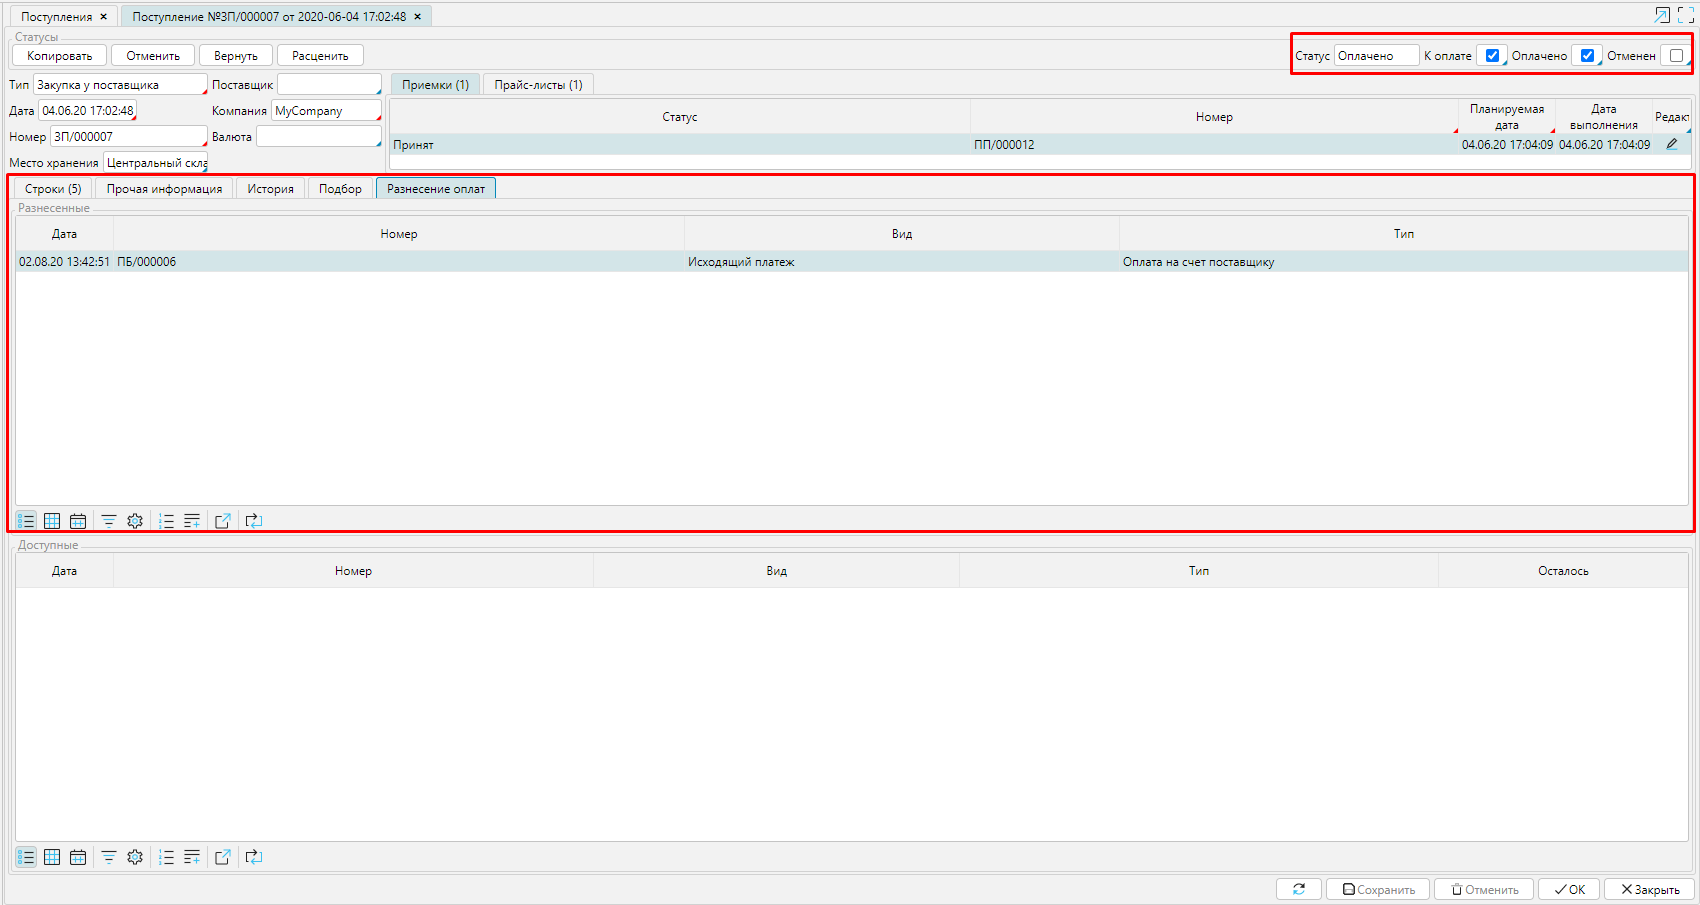 Поступления ×
Поступление №ЗП/000007 от 2020-06-04 17:02:48 ×
Статусы
Копировать Отменить Вернуть Расценить
Статус Оплачено К оплате Оплачено Отменен
Тип Закупка у поставщика Поставщик
Дата 04.06.20 17:02:48 Компания MyCompany
Номер ЗП/000007 Валюта
Место хранения Центральный скла
Приемки (1) Прайс-листы (1)
Статус Номер Планируемая дата Дата выполнения Редакт
Принят ПП/000012 04.06.20 17:04:09 04.06.20 17:04:09
Строки (5) Прочая информация История Подбор Разнесение оплат
Разнесенные
Дата Номер Вид Тип
02.08.20 13:42:51 ПБ/000006 Исходящий платеж Оплата на счет поставщику
Доступные
Дата Номер Вид Тип Осталось
Сохранить Отменить OK Закрыть